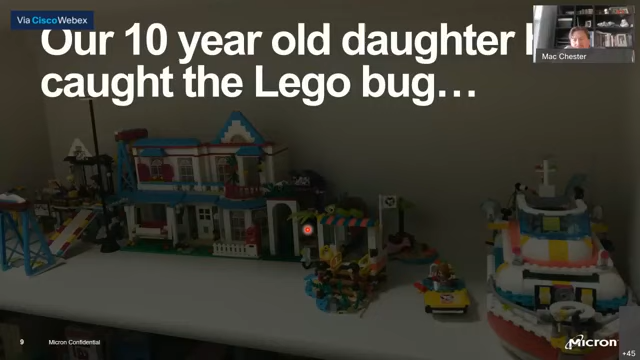 Via CiscoWebex
Our 10 year old daughter
caught the Lego bug...
Mac Chester
9
Micron Confidential
Micron
+45